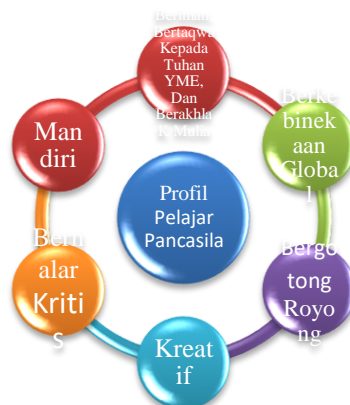 Beriman,
Bertaqwa
Kepada
Tuhan
YME,
Dan
Berakhla
k Mulia
Berke
binek
aan
Globa
l
Bergo
tong
Royo
ng
Kreat
if
Bern
alar
Kriti
s
Man
diri
Profil
Pelajar
Pancasila